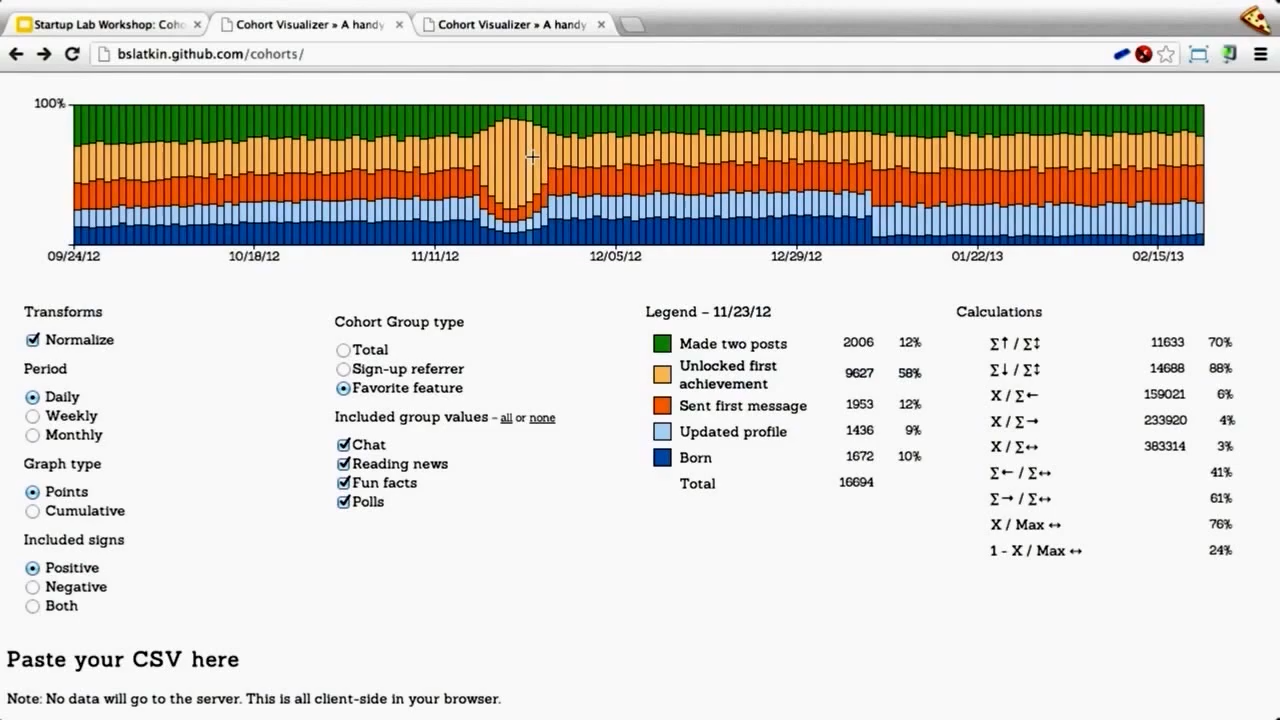 Startup Lab Workshop: Coho
Cohort Visualizer » A handy
Cohort Visualizer » A handy
bslatkin.github.com/cohorts/
100%
09/24/12 10/18/12 11/11/12 12/05/12 12/29/12 01/22/13 02/15/13
Transforms
Normalize
Period
Daily
Weekly
Monthly
Graph type
Points
Cumulative
Included signs
Positive
Negative
Both
Cohort Group type
Total
Sign-up referrer
Favorite feature
Included group values - all or none
Chat
Reading news
Fun facts
Polls
Legend – 11/23/12
Made two posts 2006 12%
Unlocked first
achievement 9627 58%
Sent first message 1953 12%
Updated profile 1436 9%
Born 1672 10%
Total 16694
Calculations
Σ↑ / Σ↕ 11633 70%
Σ↓ / Σ↕ 14688 88%
X / Σ← 159021 6%
X / Σ→ 233920 4%
X / Σ↔ 383314 3%
Σ← / Σ↔ 41%
Σ→ / Σ↔ 61%
X / Max ↔ 76%
1 - X / Max ↔ 24%
Paste your CSV here
Note: No data will go to the server. This is all client-side in your browser.